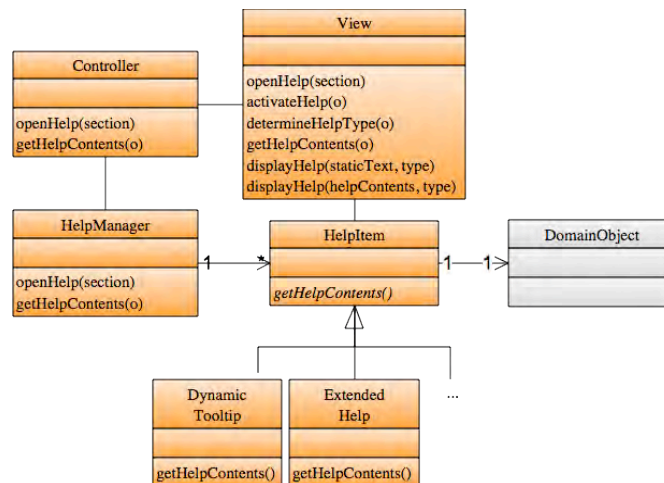 View
openHelp(section)
activateHelp(o)
determineHelpType(o)
getHelpContents(o)
displayHelp(staticText, type)
displayHelp(helpContents, type)
Controller
openHelp(section)
getHelpContents(o)
HelpManager
openHelp(section)
getHelpContents(o)
1
*
HelpItem
getHelpContents()
1
1
DomainObject
Dynamic
Tooltip
getHelpContents()
Extended
Help
getHelpContents()
...